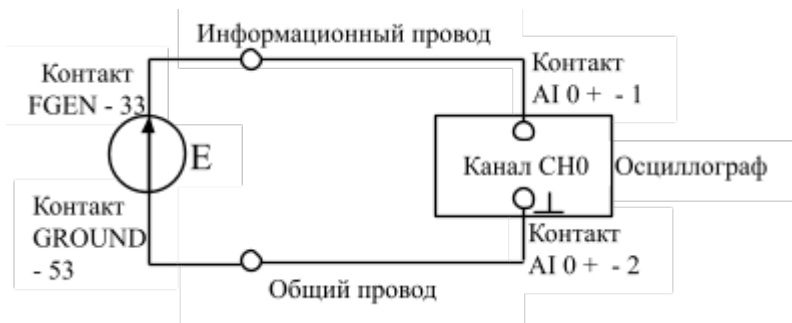 Информационный провод
Контакт
FGEN - 33
Контакт
AI 0 + - 1
E
Канал CH0
Осциллограф
Контакт
GROUND
- 53
Контакт
AI 0 + - 2
Общий провод